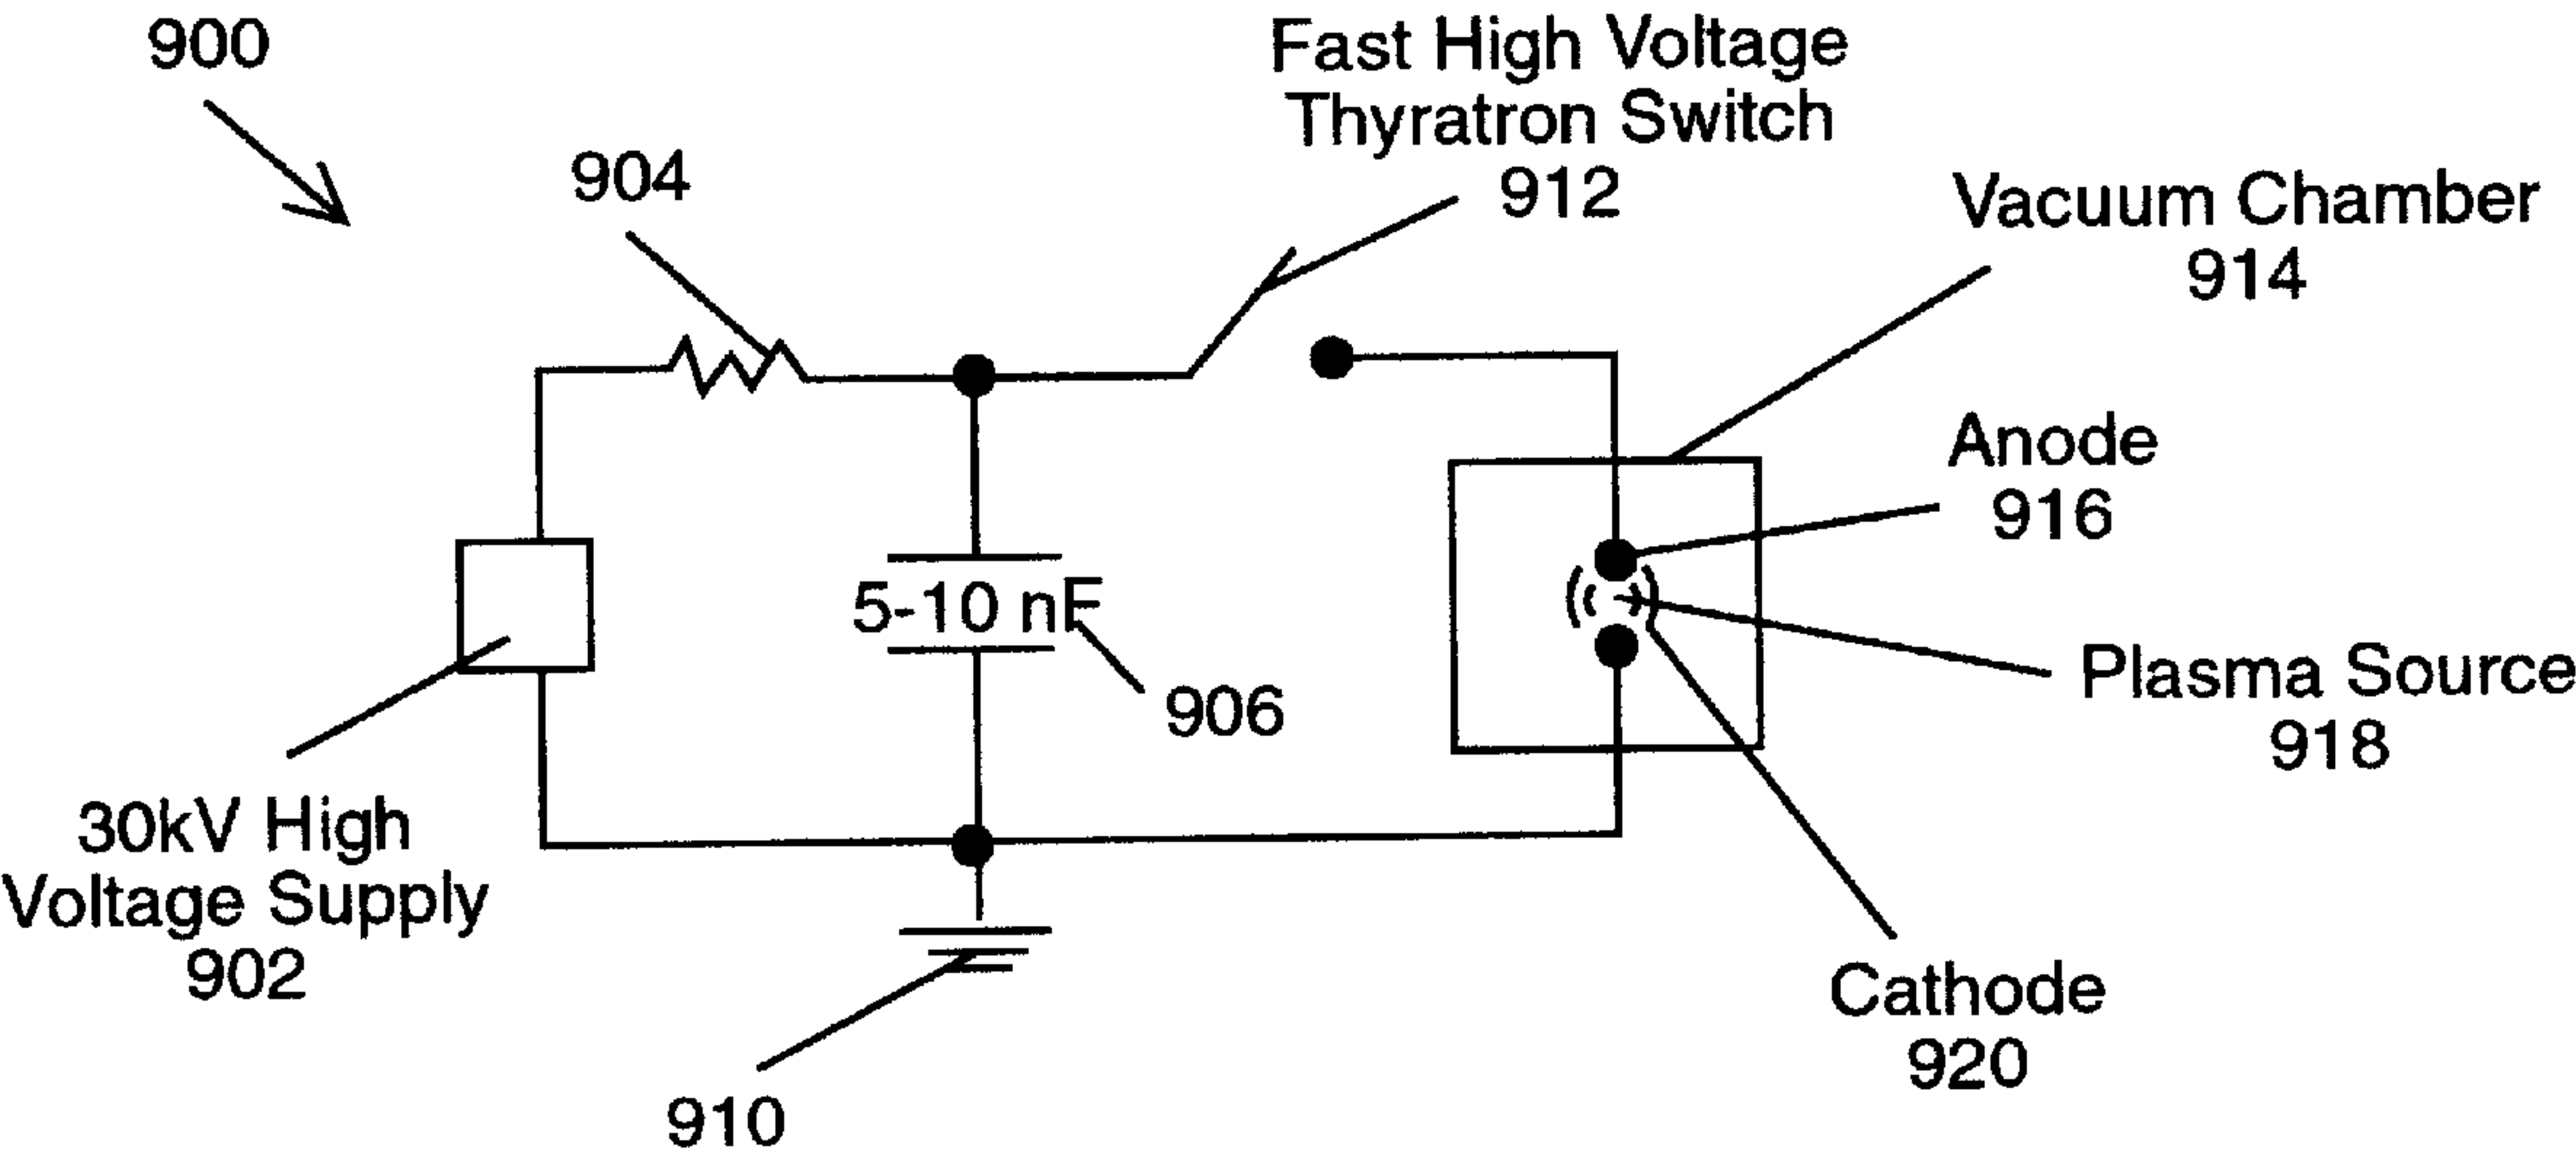 900
Fast High Voltage
Thyratron Switch
912
904
Vacuum Chamber
914
Anode
916
5-10 nF
906
Plasma Source
918
30kV High
Voltage Supply
902
Cathode
920
910